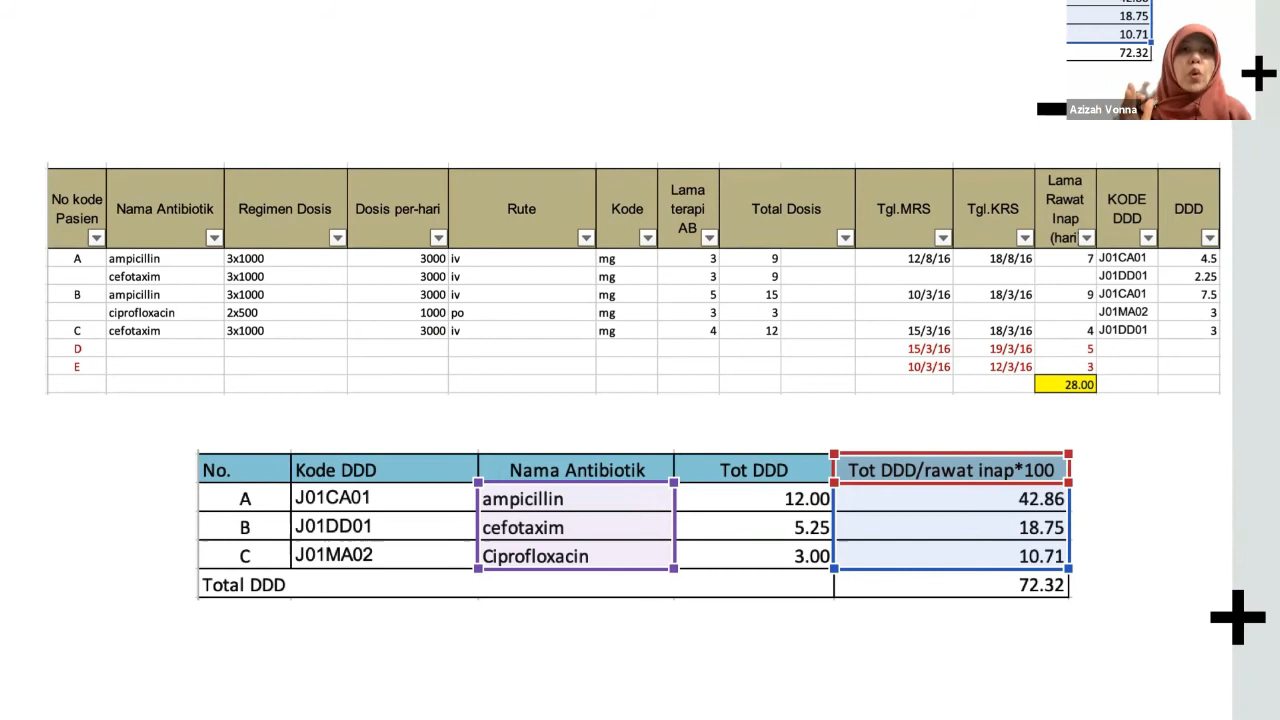 42.86
18.75
10.71
72.32
Azizah Vonna
No kode Pasien Nama Antibiotik Regimen Dosis Dosis per-hari Rute Kode Lama terapi AB Total Dosis Tgl.MRS Tgl.KRS Lama Rawat Inap (hari KODE DDD DDD
A ampicillin 3x1000 3000 iv mg 3 9 12/8/16 18/8/16 7 J01CA01 4.5
cefotaxim 3x1000 3000 iv mg 3 9 J01DD01 2.25
B ampicillin 3x1000 3000 iv mg 5 15 10/3/16 18/3/16 9 J01CA01 7.5
ciprofloxacin 2x500 1000 po mg 3 3 J01MA02 3
C cefotaxim 3x1000 3000 iv mg 4 12 15/3/16 18/3/16 4 J01DD01 3
D 15/3/16 19/3/16 5
E 10/3/16 12/3/16 3
28.00
No. Kode DDD Nama Antibiotik Tot DDD Tot DDD/rawat inap*100
A J01CA01 ampicillin 12.00 42.86
B J01DD01 cefotaxim 5.25 18.75
C J01MA02 Ciprofloxacin 3.00 10.71
Total DDD 72.32